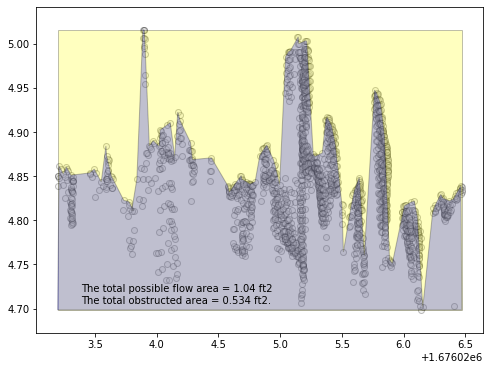 5.00
4.95
4.90
4.85
4.80
4.75
4.70
The total possible flow area = 1.04 ft2
The total obstructed area = 0.534 ft2.
3.5 4.0 4.5 5.0 5.5 6.0 6.5
+1.67602e6